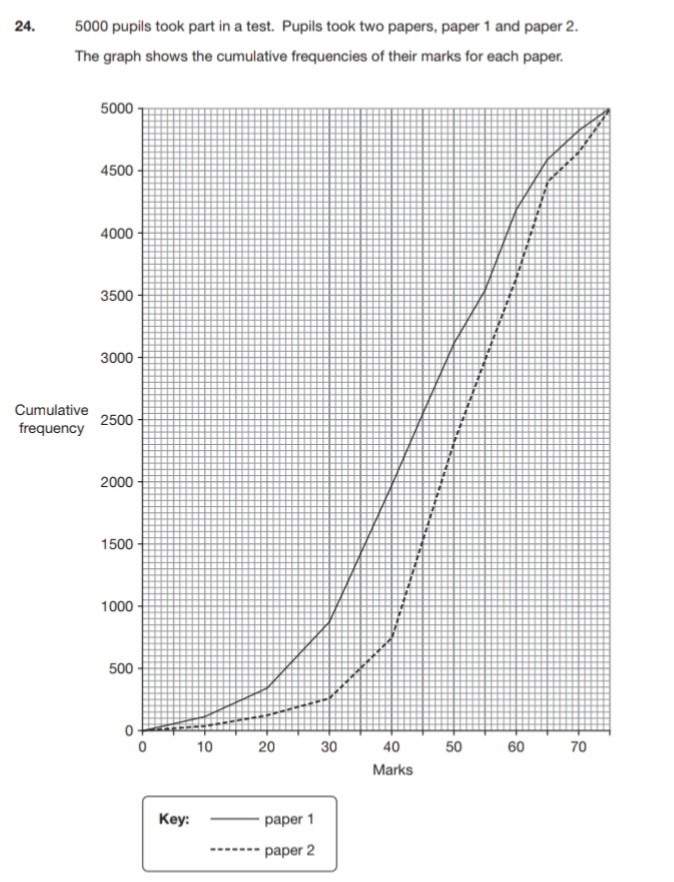 24. 5000 pupils took part in a test. Pupils took two papers, paper 1 and paper 2.
The graph shows the cumulative frequencies of their marks for each paper.
5000
4500
4000
3500
3000
Cumulative
frequency
2500
2000
1500
1000
500
0
0 10 20 30 40 50 60 70
Marks
Key: paper 1
paper 2